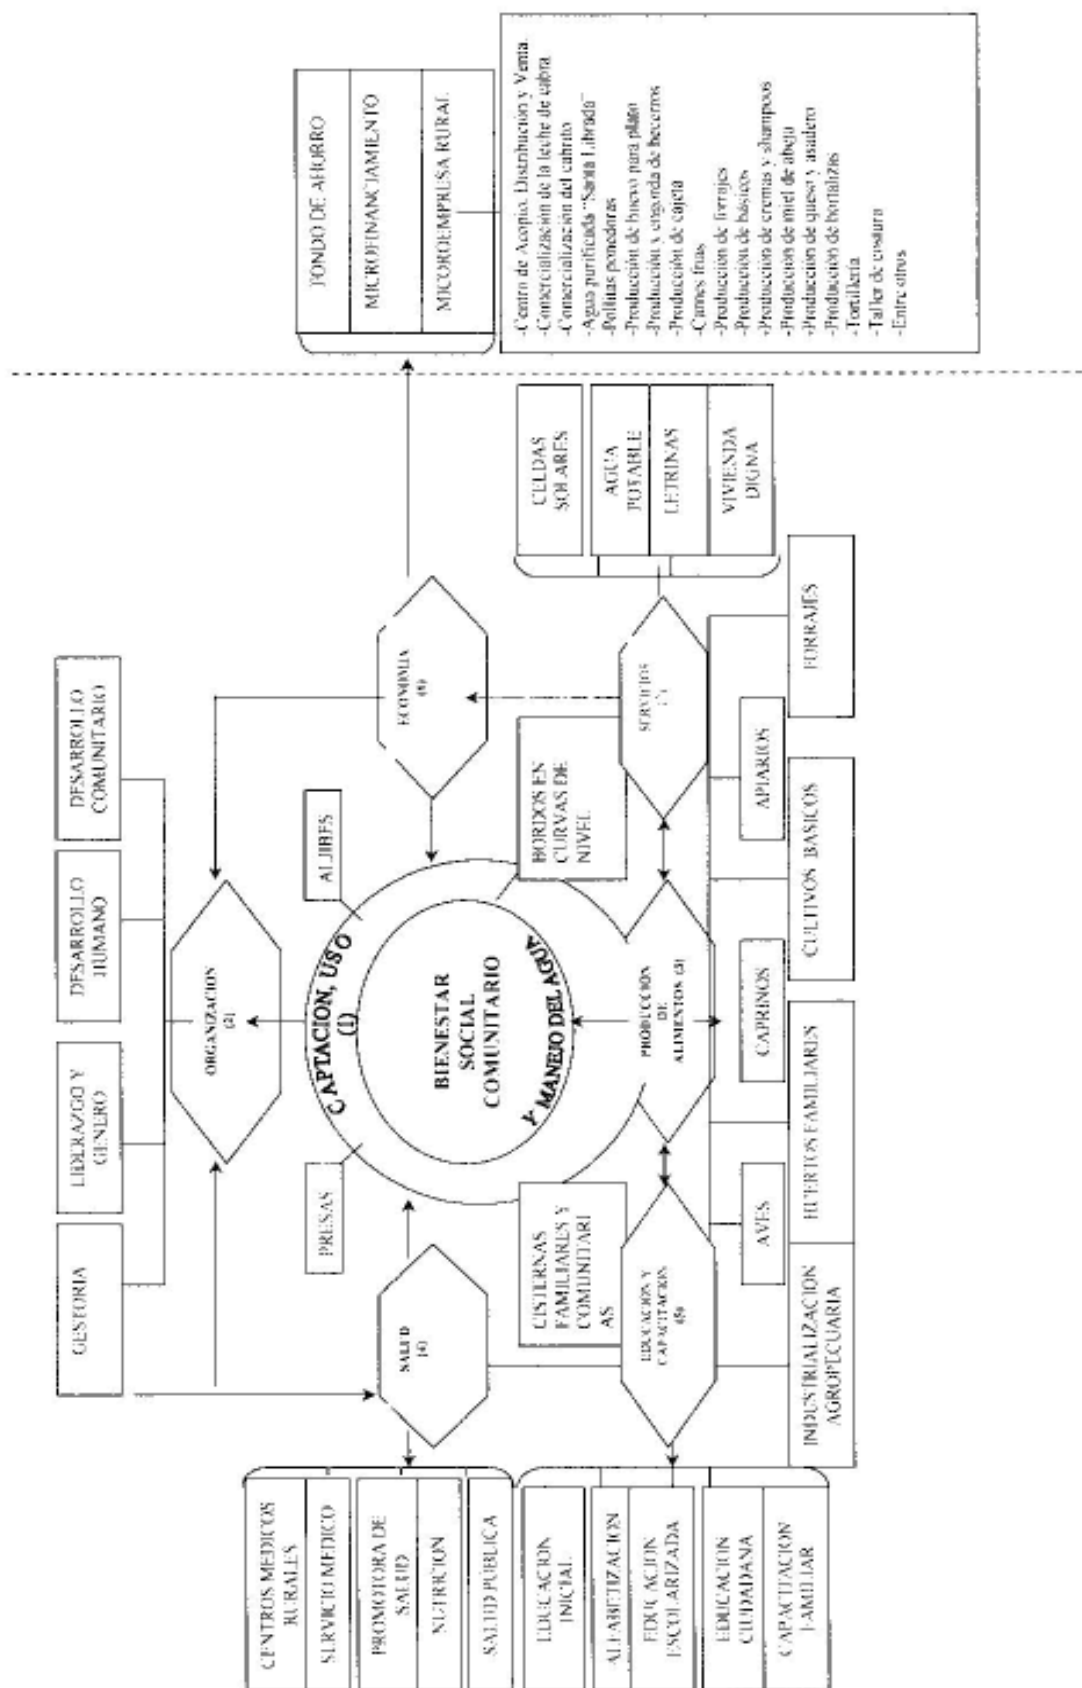 GESTORIA
LIDERAZGO Y
GENERO
DESARROLLO
HUMANO
DESARROLLO
COMUNITARIO
ORGANIZACION
(2)
CENTROS MEDICOS
RURALES
SERVICIO MEDICO
PROMOTORA DE
SALUD
NUTRICION
SALUD PUBLICA
SALUD
(4)
PRESAS
CAPTACION, USO
(1)
Y MANEJO DEL AGUA
ALJIBES
BIENESTAR
SOCIAL
COMUNITARIO
ECONOMIA
FONDO DE AHORRO
MICROFINANCIAMIENTO
MICOROEMPRESA RURAL
-Centro de Acopio, Distribución y Venta.
-Comercialización de la leche de cabra
-Comercialización del cabrito
-Agua purificada "Santa Librada"
-Pollitas ponedoras
-Producción de huevo para plato
-Producción y engorda de becerros
-Producción de cajeta
-Carnes frias
-Produccion de forrajes
-Producción de básicos
-Producción de cremas y shampoos
-Producción de miel de abeja
-Producción de queso y asadero
-Producción de hortalizas
-Tortillería
-Taller de costura
-Entre otros
CISTERNAS
FAMILIARES Y
COMUNITARI
AS
BORDOS EN
CURVAS DE
NIVEL
EDUCACION
INICIAL
ALFABETIZACION
EDUCACION
ESCOLARIZADA
EDUCACION
CIUDADANA
CAPACITACION
FAMILIAR
EDUCACION Y
CAPACITACION
(5)
PRODUCCION
DE
ALIMENTOS (3)
SERVICIOS
CELDAS
SOLARES
AGUA
POTABLE
LETRINAS
VIVIENDA
DIGNA
AVES
CAPRINOS
APIARIOS
INDUSTRIALIZACION
AGROPECUARIA
HUERTOS FAMILIARES
CULTIVOS BASICOS
FORRAJES